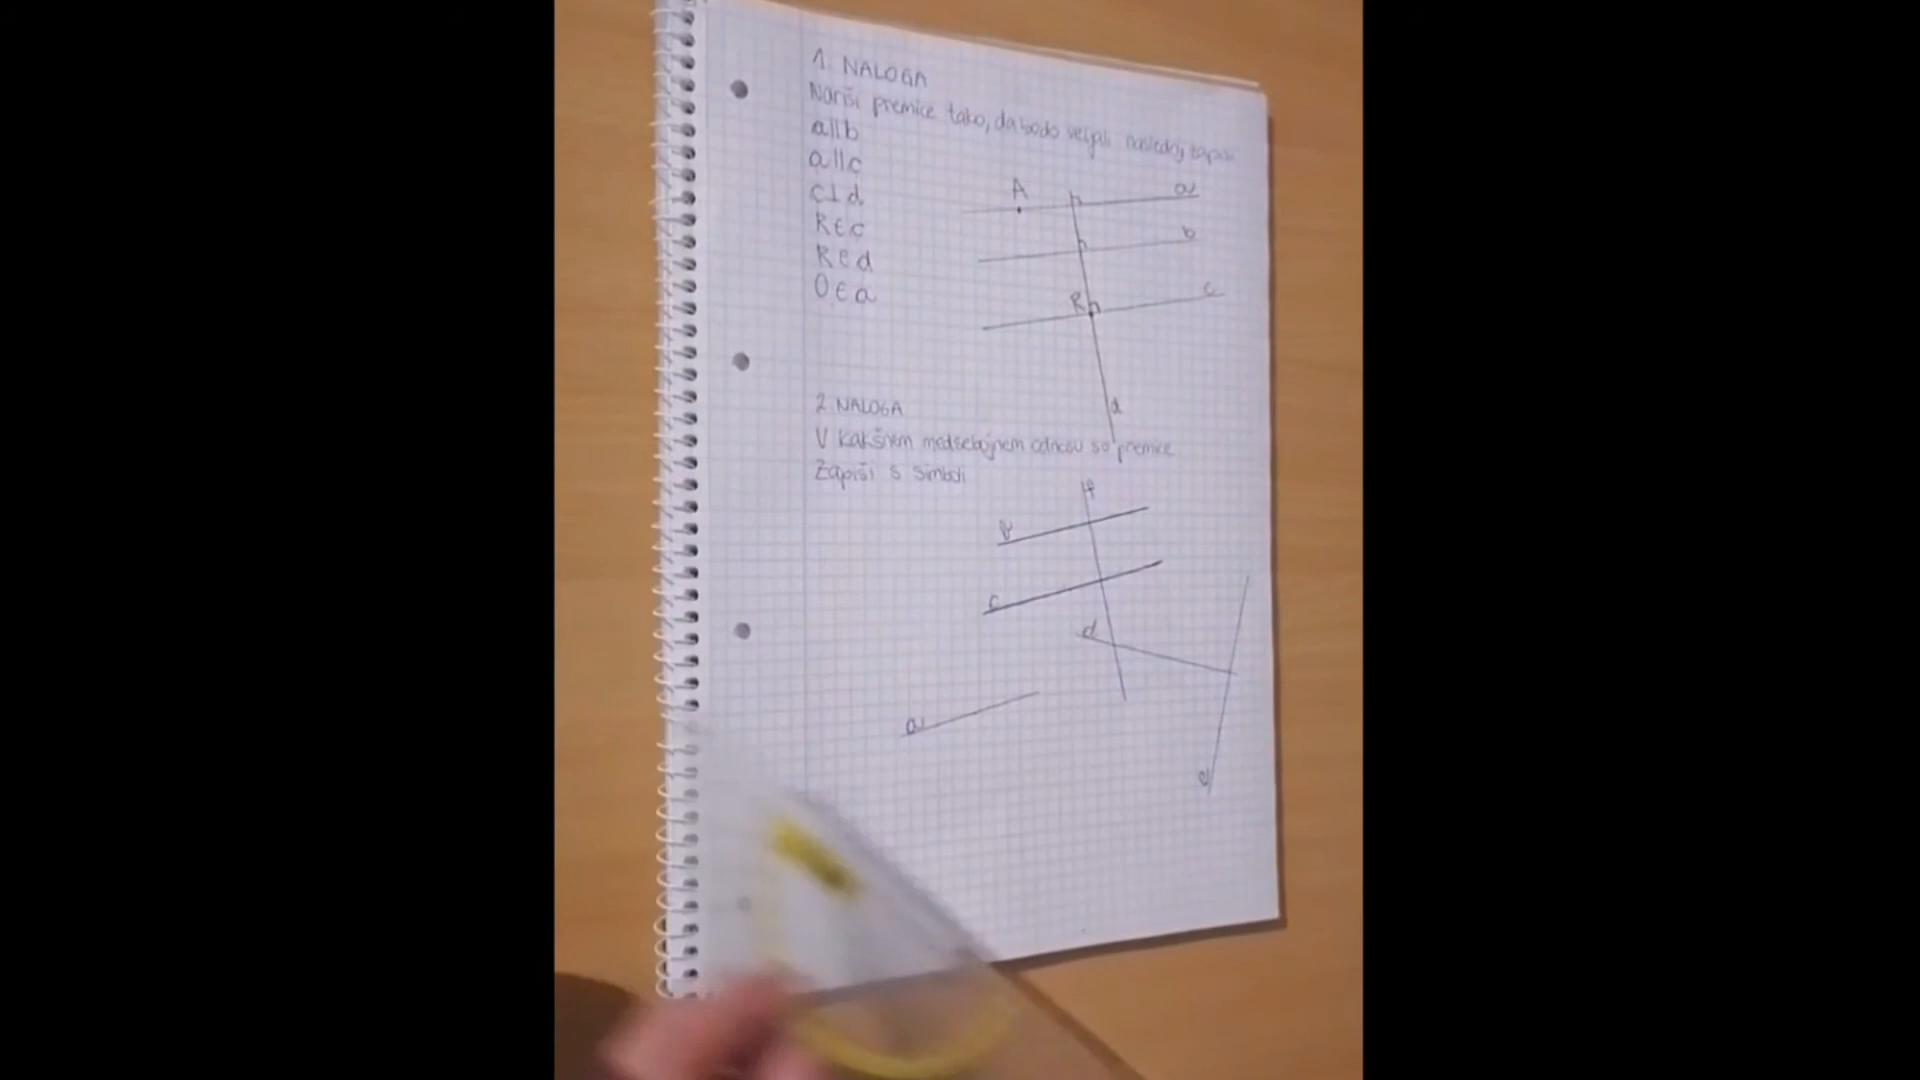 1. NALOGA
Nariši premice tako, da bodo veljali naslednji zapisi
a||b
a||c
c⊥d
R∈c
R∈d
O∈a
A
a
b
R
c
d
2 NALOGA
V kakšnem medsebojnem odnosu so premice
Zapiši s simboli
f
b
c
d
a
e